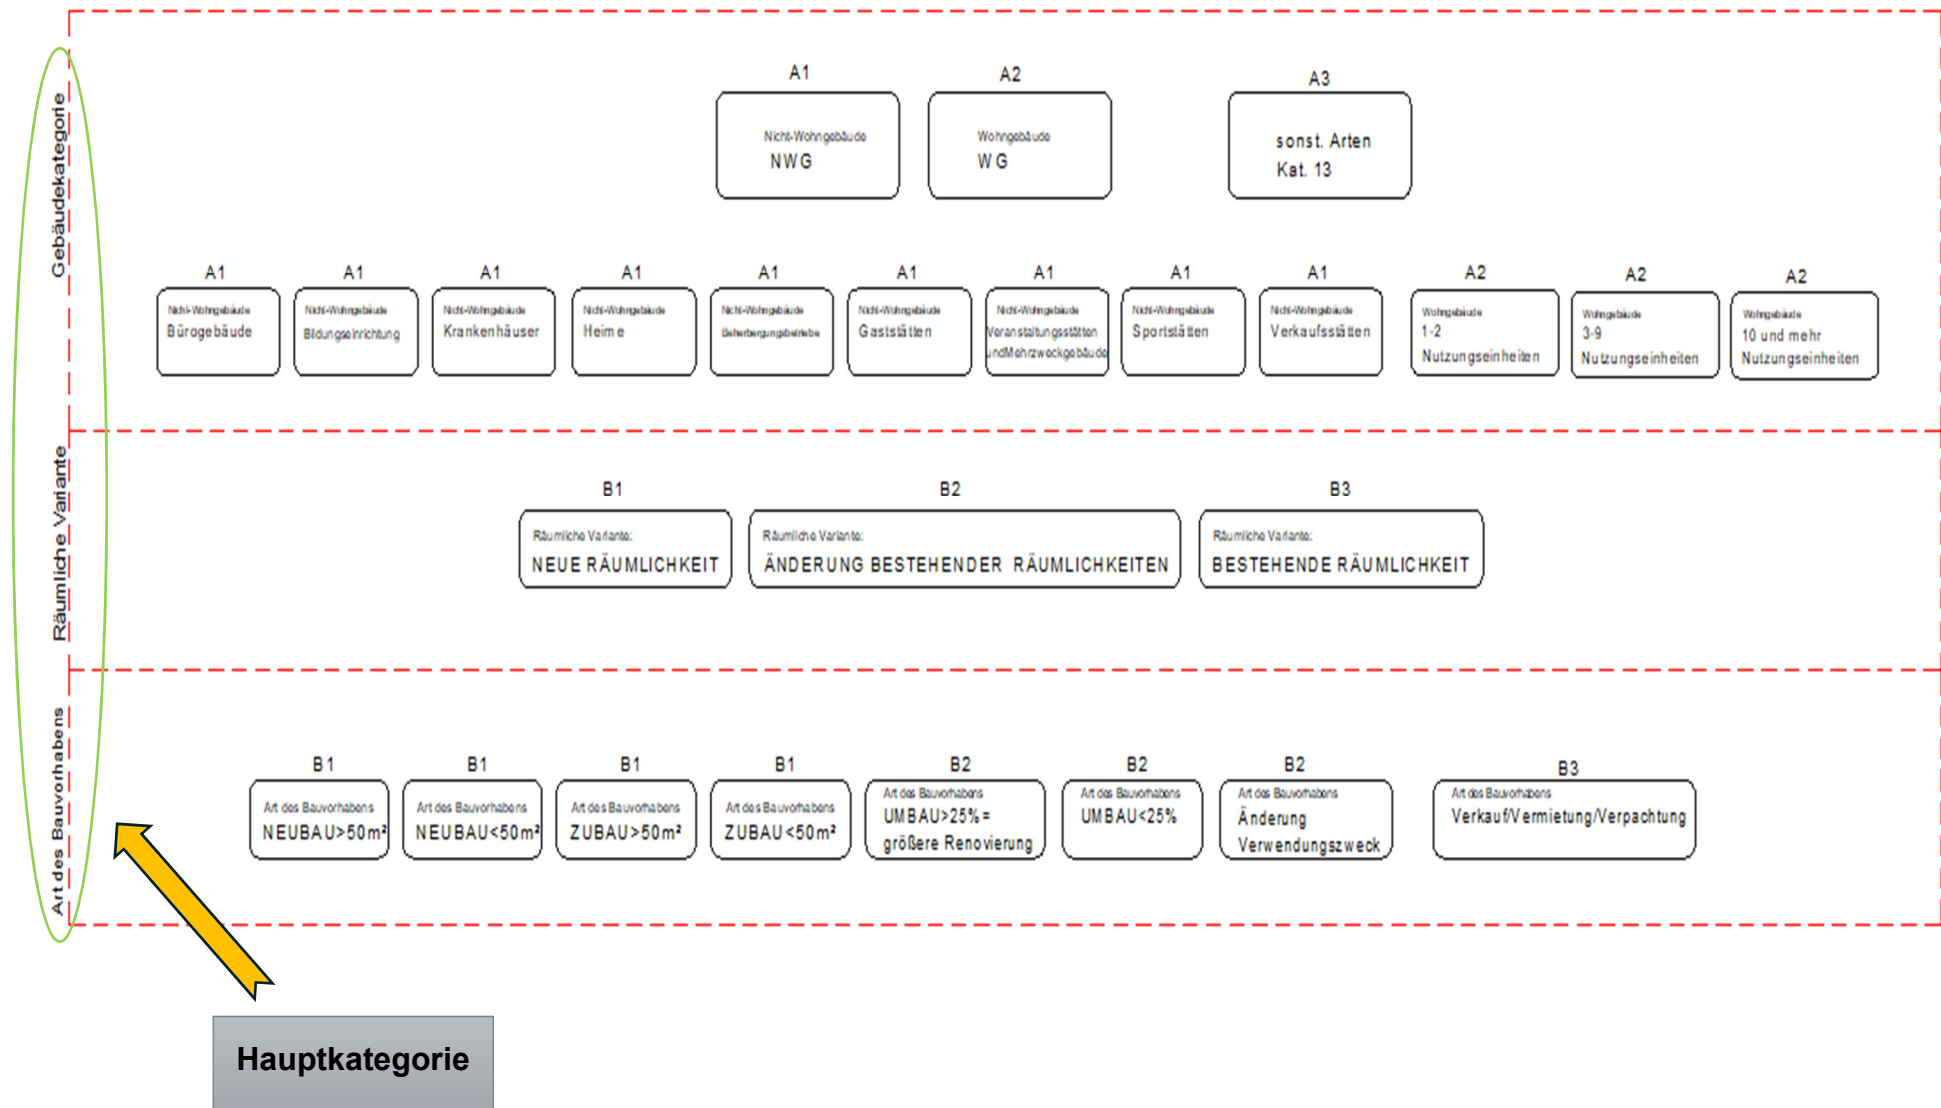 Gebäudekategorie
A1
Nicht-Wohngebäude
NWG
A2
Wohngebäude
WG
A3
sonst. Arten
Kat. 13
A1
Nicht-Wohngebäude
Bürogebäude
A1
Nicht-Wohngebäude
Bildungseinrichtung
A1
Nicht-Wohngebäude
Krankenhäuser
A1
Nicht-Wohngebäude
Heime
A1
Nicht-Wohngebäude
Beherbergungsbetriebe
A1
Nicht-Wohngebäude
Gaststätten
A1
Nicht-Wohngebäude
Veranstaltungsstätten
undMehrzweckgebäude
A1
Nicht-Wohngebäude
Sportstätten
A1
Nicht-Wohngebäude
Verkaufsstätten
A2
Wohngebäude
1-2
Nutzungseinheiten
A2
Wohngebäude
3-9
Nutzungseinheiten
A2
Wohngebäude
10 und mehr
Nutzungseinheiten
Räumliche Variante
B1
Räumliche Variante:
NEUE RÄUMLICHKEIT
B2
Räumliche Variante:
ÄNDERUNG BESTEHENDER RÄUMLICHKEITEN
B3
Räumliche Variante:
BESTEHENDE RÄUMLICHKEIT
Art des Bauvorhabens
B1
Art des Bauvorhabens
NEUBAU>50m²
B1
Art des Bauvorhabens
NEUBAU<50m²
B1
Art des Bauvorhabens
ZUBAU>50m²
B1
Art des Bauvorhabens
ZUBAU<50m²
B2
Art des Bauvorhabens
UMBAU>25%=
größere Renovierung
B2
Art des Bauvorhabens
UMBAU<25%
B2
Art des Bauvorhabens
Änderung
Verwendungszweck
B3
Art des Bauvorhabens
Verkauf/Vermietung/Verpachtung
Hauptkategorie